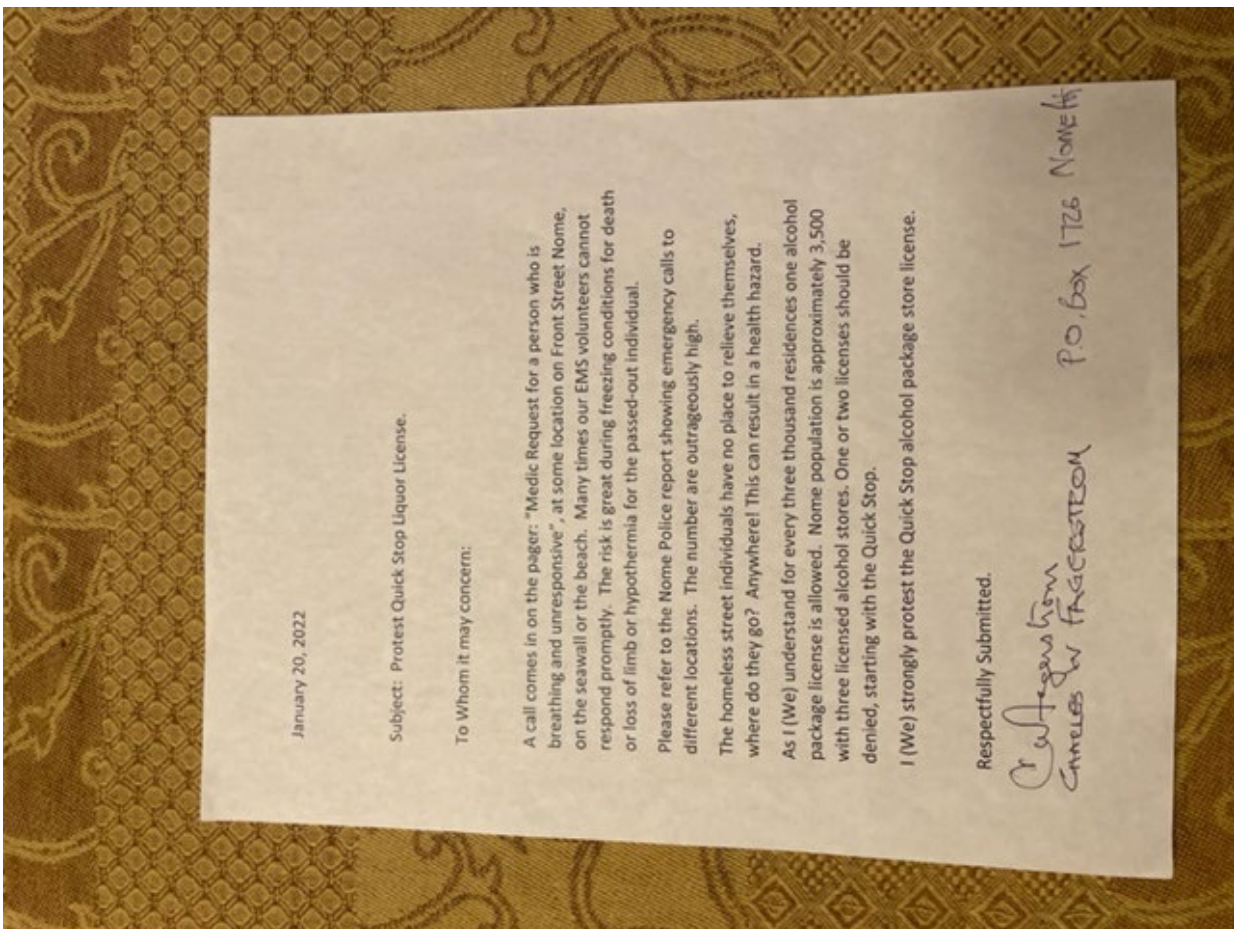 January 20, 2022
Subject: Protest Quick Stop Liquor License.
To Whom it may concern:
A call comes in on the pager: "Medic Request for a person who is
breathing and unresponsive", at some location on Front Street Nome,
on the seawall or the beach. Many times our EMS volunteers cannot
respond promptly. The risk is great during freezing conditions for death
or loss of limb or hypothermia for the passed-out individual.
Please refer to the Nome Police report showing emergency calls to
different locations. The number are outrageously high.
The homeless street individuals have no place to relieve themselves,
where do they go? Anywhere! This can result in a health hazard.
As I (We) understand for every three thousand residences one alcohol
package license is allowed. Nome population is approximately 3,500
with three licensed alcohol stores. One or two licenses should be
denied, starting with the Quick Stop.
I (We) strongly protest the Quick Stop alcohol package store license.
Respectfully Submitted.
CHARLES W FAGERSTROM P.O. Box 1726 Nome